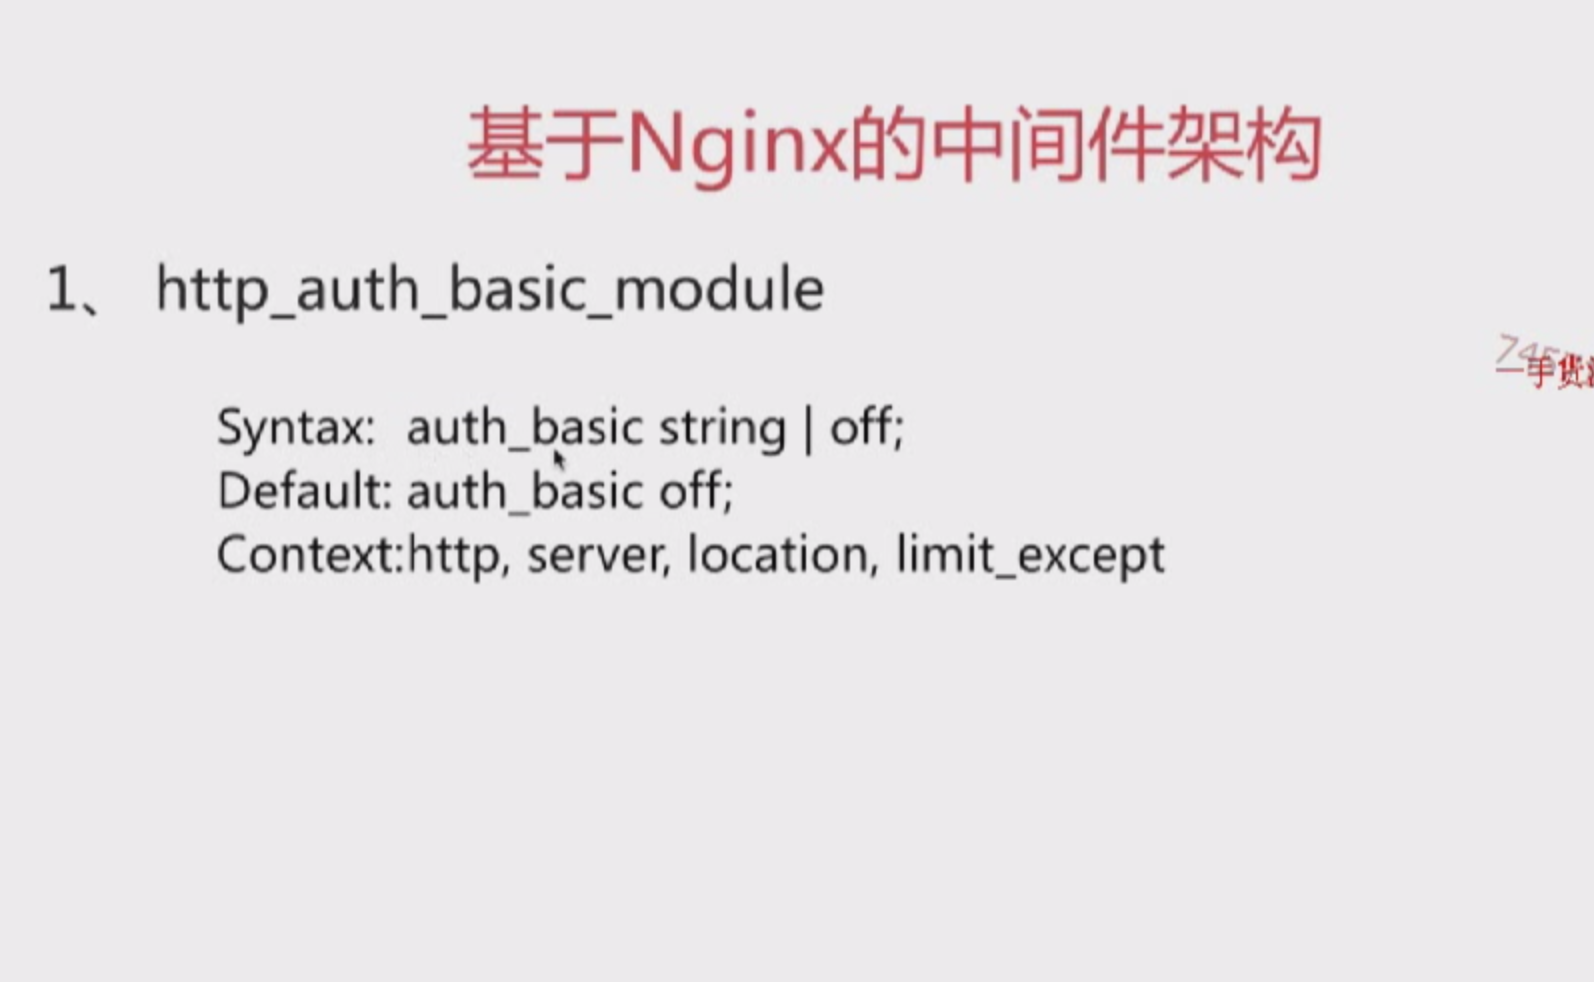 基于Nginx的中间件架构
1、 http_auth_basic_module
一手货
Syntax: auth_basic string | off;
Default: auth_basic off;
Context:http, server, location, limit_except